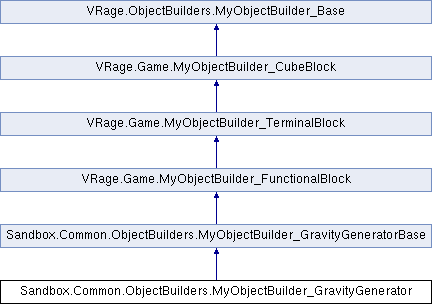 VRage.ObjectBuilders.MyObjectBuilder_Base
VRage.Game.MyObjectBuilder_CubeBlock
VRage.Game.MyObjectBuilder_TerminalBlock
VRage.Game.MyObjectBuilder_FunctionalBlock
Sandbox.Common.ObjectBuilders.MyObjectBuilder_GravityGeneratorBase
Sandbox.Common.ObjectBuilders.MyObjectBuilder_GravityGenerator